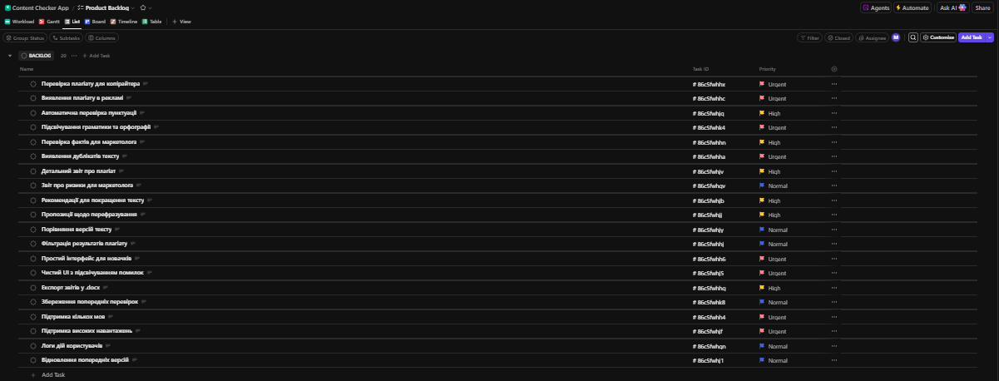 Content Checker App / Product Backlog
Agents Automate Ask AI Share
Workload Gantt List Board Timeline Table + View
Group: Status Subtasks Columns Filter Closed Assignee M Customize Add Task
BACKLOG 20 ... + Add Task
Name Task ID Priority
Перевірка плагіату для копірайтера # 86c5fwhhx Urgent
Виявлення плагіату в рекламі # 86c5fwhhc Urgent
Автоматична перевірка пунктуації # 86c5fwhjq High
Підсвічування граматики та орфографії # 86c5fwhk4 Urgent
Перевірка фактів для маркетолога # 86c5fwhhn High
Виявлення дублікатів тексту # 86c5fwhha Urgent
Детальний звіт про плагіат # 86c5fwhjv High
Звіт про ризики для маркетолога # 86c5fwhgv Normal
Рекомендації для покращення тексту # 86c5fwhjb High
Пропозиції щодо перефразування # 86c5fwhjj High
Порівняння версій тексту # 86c5fwhjy Normal
Фільтрація результатів плагіату # 86c5fwhhj Normal
Простий інтерфейс для новачків # 86c5fwhh6 Urgent
Чистий UI з підсвічуванням помилок # 86c5fwhj5 Urgent
Експорт звітів у .docx # 86c5fwhhq High
Збереження попередніх перевірок # 86c5fwhk8 Normal
Підтримка кількох мов # 86c5fwhh4 Urgent
Підтримка високих навантажень # 86c5fwhjf Urgent
Логи дій користувачів # 86c5fwhgn Normal
Відновлення попередніх версій # 86c5fwhj1 Normal
+ Add Task